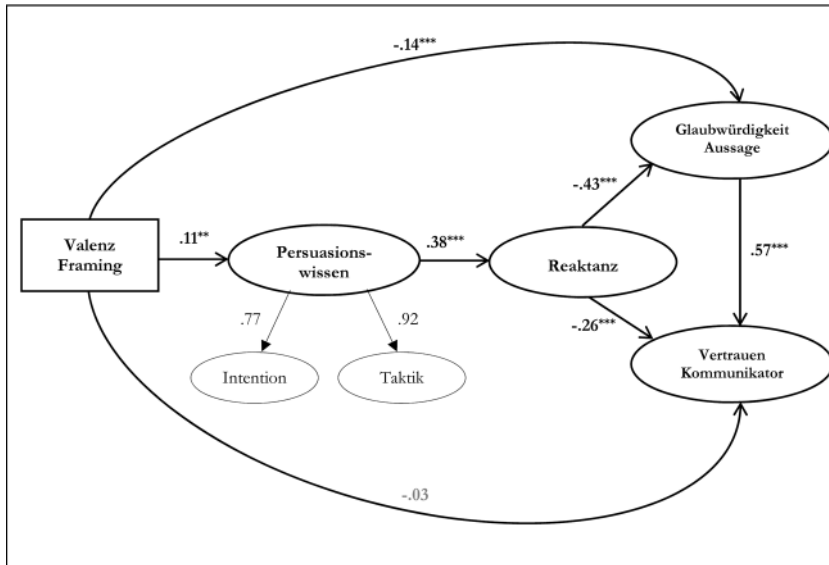 -.14***
Glaubwürdigkeit
Aussage
-.43***
Valenz
Framing
.11**
Persuasions-
wissen
.38***
Reaktanz
.57***
.77
.92
-.26***
Intention
Taktik
Vertrauen
Kommunikator
-.03